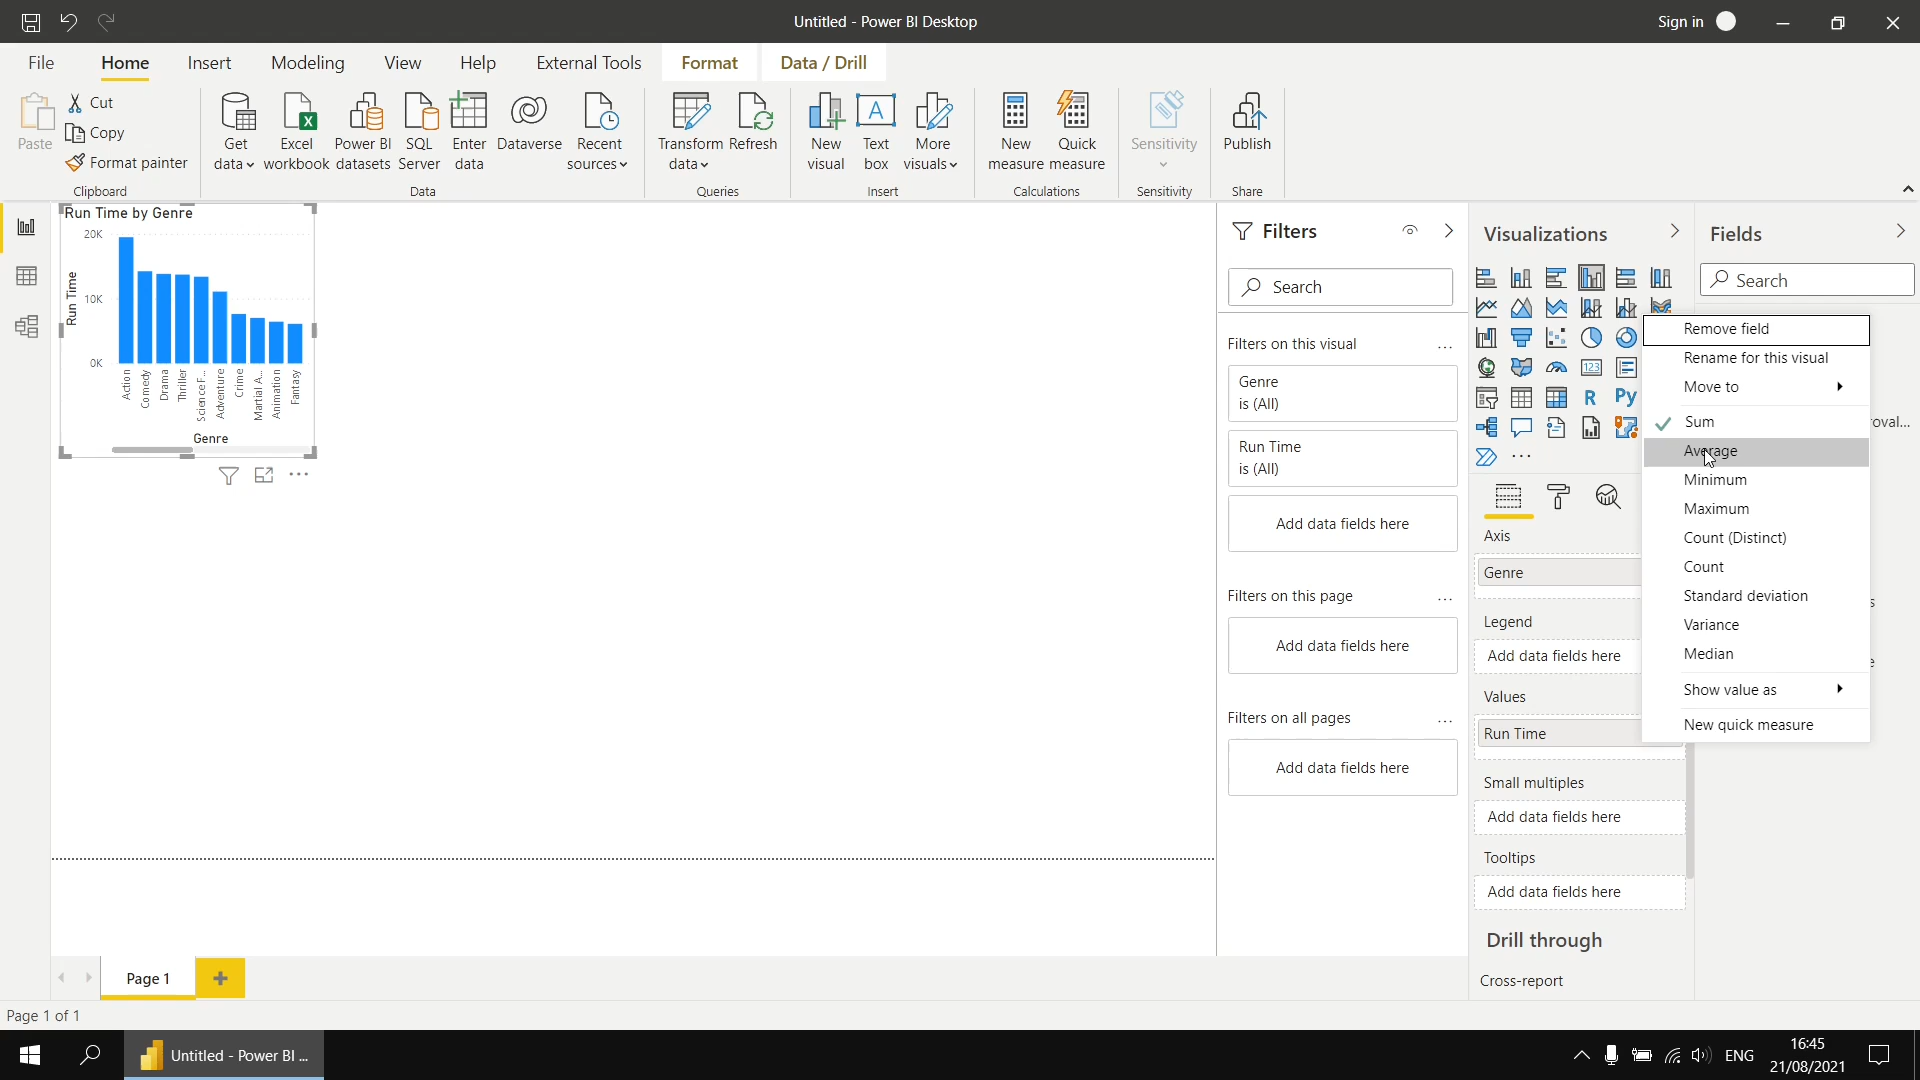 Untitled - Power BI Desktop
Sign in
File
Home
Insert
Modeling
View
Help
External Tools
Format
Data / Drill
Paste
Cut
Copy
Format painter
Clipboard
Get data
Excel workbook
Power BI datasets
SQL Server
Enter data
Dataverse
Recent sources
Data
Transform data
Refresh
Queries
New visual
Text box
More visuals
Insert
New measure
Quick measure
Calculations
Sensitivity
Sensitivity
Publish
Share
Run Time by Genre
20K
10K
0K
Run Time
Action
Comedy
Drama
Thriller
Science F...
Adventure
Crime
Martial A...
Animation
Fantasy
Genre
Filters
Search
Filters on this visual
...
Genre
is (All)
Run Time
is (All)
Add data fields here
Filters on this page
...
Add data fields here
Filters on all pages
...
Add data fields here
Visualizations
123
R
Py
...
Axis
Genre
Legend
Add data fields here
Values
Run Time
Small multiples
Add data fields here
Tooltips
Add data fields here
Drill through
Cross-report
Fields
Search
Remove field
Rename for this visual
Move to
Sum
Average
Minimum
Maximum
Count (Distinct)
Count
Standard deviation
Variance
Median
Show value as
New quick measure
oval...
Page 1
Page 1 of 1
Untitled - Power BI ...
ENG
16:45
21/08/2021